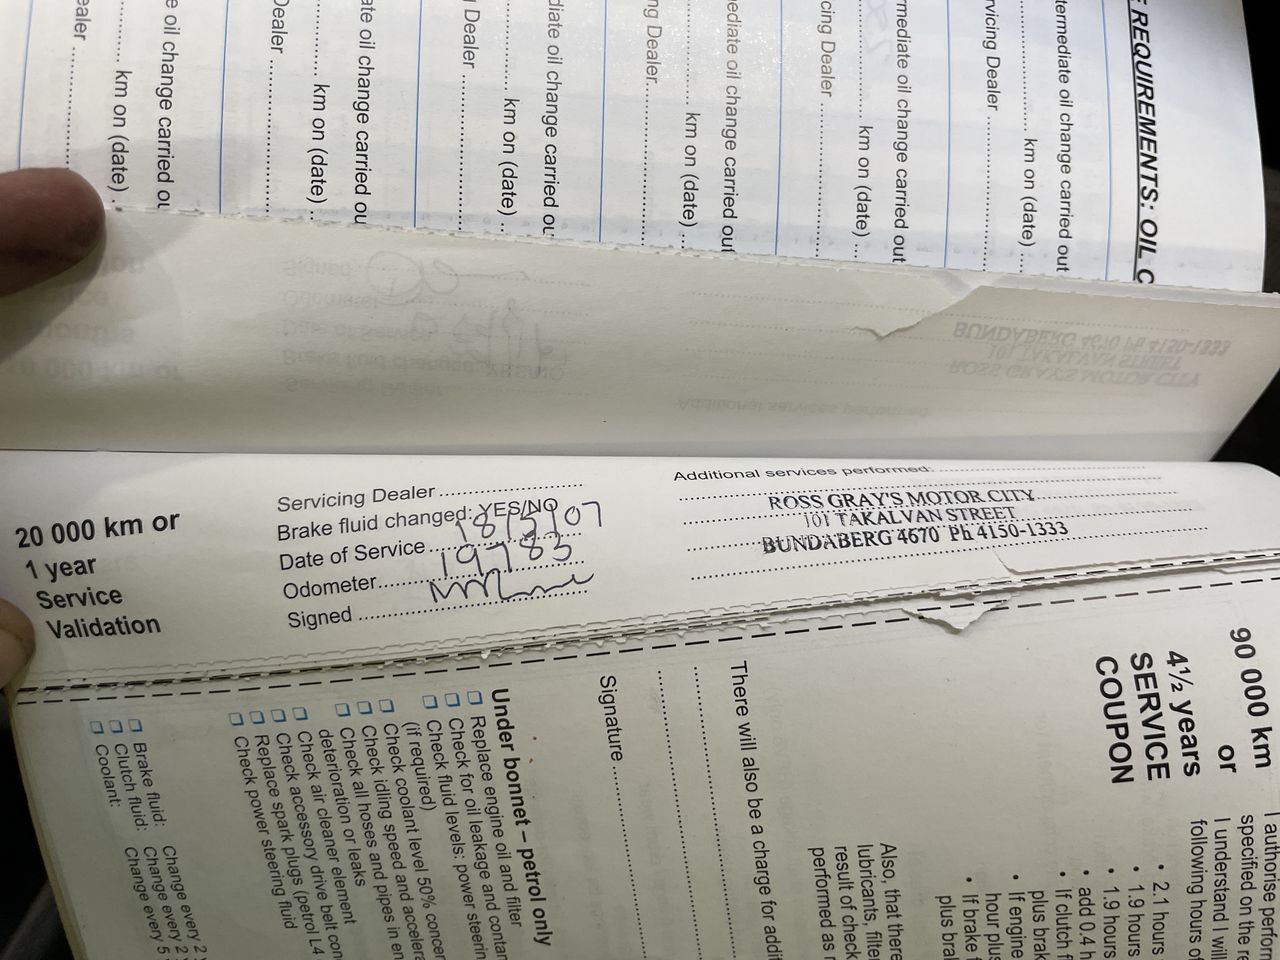 REQUIREMENTS: OIL C
termediate oil change carried out
km on (date)
rvicing Dealer
rmediate oil change carried out
km on (date)
cing Dealer
nediate oil change carried out
km on (date)
ng Dealer
diate oil change carried ou
km on (date)
Dealer
ate oil change carried ou
km on (date)
Dealer
e oil change carried ou
km on (date)
ealer
20 000 km or
1 year
Service
Validation
Servicing Dealer
Brake fluid changed: YES/NO
Date of Service
Odometer 19783
Signed
Additional services performed:
ROSS GRAY'S MOTOR CITY
101 TAKALVAN STREET
BUNDABERG 4670 Ph 4150-1333
90 000 km
or
4½ years
SERVICE
COUPON
I authorise perform
specified on the re
I understand I will
following hours of
• 2.1 hours
• 1.9 hours
• 1.9 hours
• add 0.4 h
• If clutch f
plus brak
• If engine
hour plus
• If brake f
plus bral
Also, that there
lubricants, filter
result of check
performed as r
There will also be a charge for addit
Signature
Under bonnet – petrol only
Replace engine oil and filter
Check for oil leakage and contan
Check fluid levels: power steerin
(if required)
Check coolant level 50% concer
Check idling speed and accelera
Check all hoses and pipes in en
deterioration or leaks
Check air cleaner element
Check accessory drive belt con
Replace spark plugs (petrol L4
Check power steering fluid
Brake fluid: Change every 2
Clutch fluid: Change every 2
Coolant: Change every 5